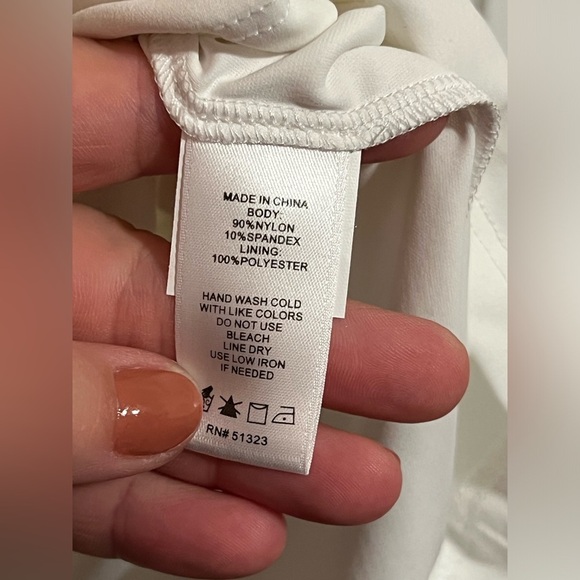 MADE IN CHINA
BODY:
90%NYLON
10%SPANDEX
LINING:
100%POLYESTER
HAND WASH COLD
WITH LIKE COLORS
DO NOT USE
BLEACH
LINE DRY
USE LOW IRON
IF NEEDED
RN# 51323